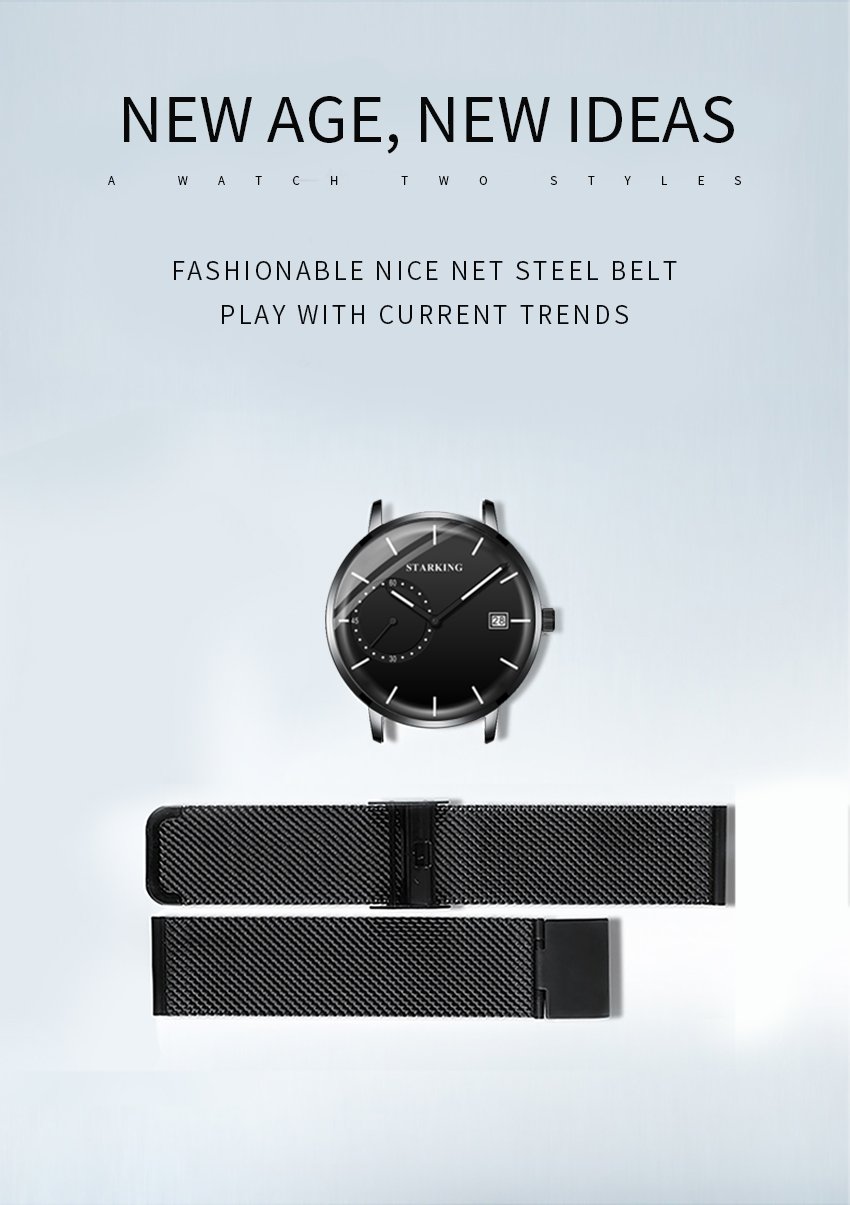 NEW AGE, NEW IDEAS
A WATCH TWO STYLES
FASHIONABLE NICE NET STEEL BELT
PLAY WITH CURRENT TRENDS
STARKING
60
45
28
30